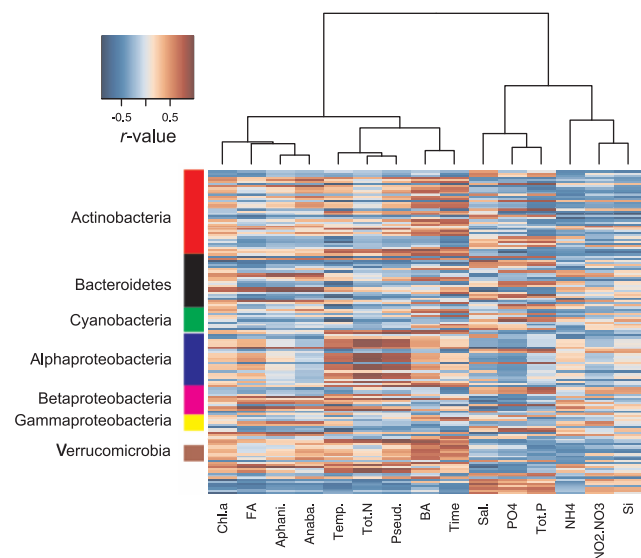 -0.5 0.5
r-value
Actinobacteria
Bacteroidetes
Cyanobacteria
Alphaproteobacteria
Betaproteobacteria
Gammaproteobacteria
Verrucomicrobia
Chl.a FA Aphani. Anaba. Temp. Tot.N Pseud. BA Time Sal. PO4 Tot.P NH4 NO2.NO3 Si